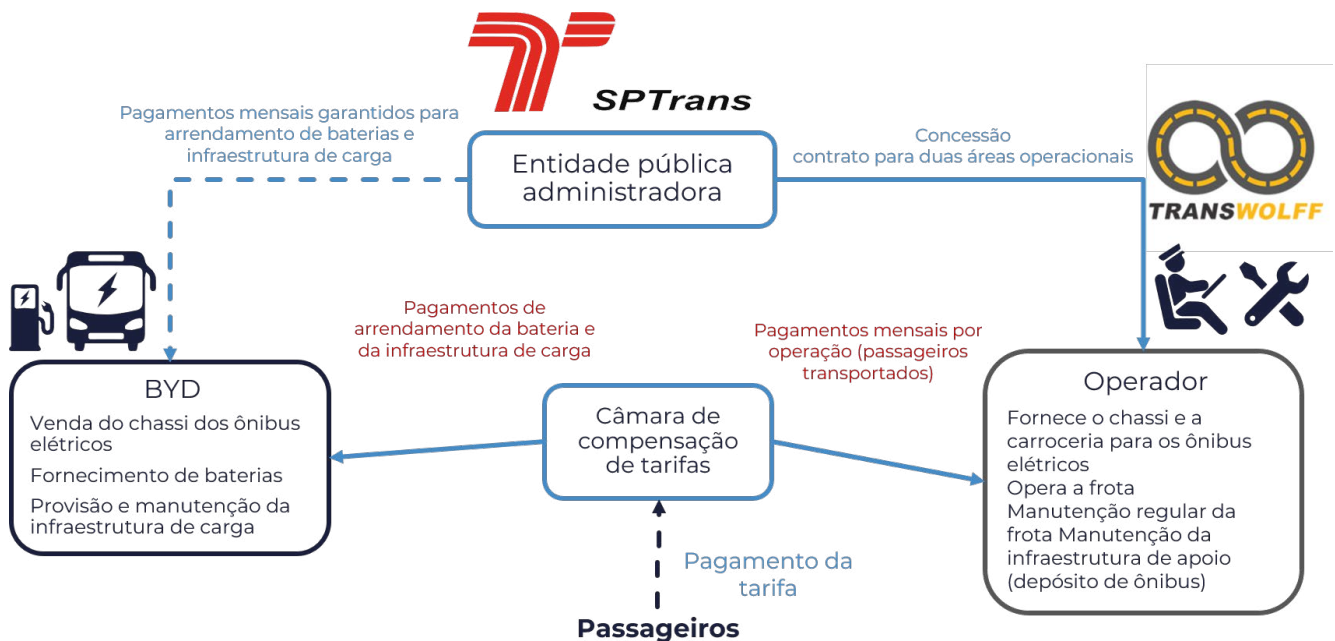 SPTrans
Pagamentos mensais garantidos para
arrendamento de baterias e
infraestrutura de carga
Entidade pública
administradora
Concessão
contrato para duas áreas operacionais
TRANSWOLFF
Pagamentos de
arrendamento da bateria e
da infraestrutura de carga
Pagamentos mensais por
operação (passageiros
transportados)
BYD
Venda do chassi dos ônibus
elétricos
Fornecimento de baterias
Provisão e manutenção da
infraestrutura de carga
Câmara de
compensação
de tarifas
Operador
Fornece o chassi e a
carroceria para os ônibus
elétricos
Opera a frota
Manutenção regular da
frota Manutenção da
infraestrutura de apoio
(depósito de ônibus)
Pagamento da
tarifa
Passageiros